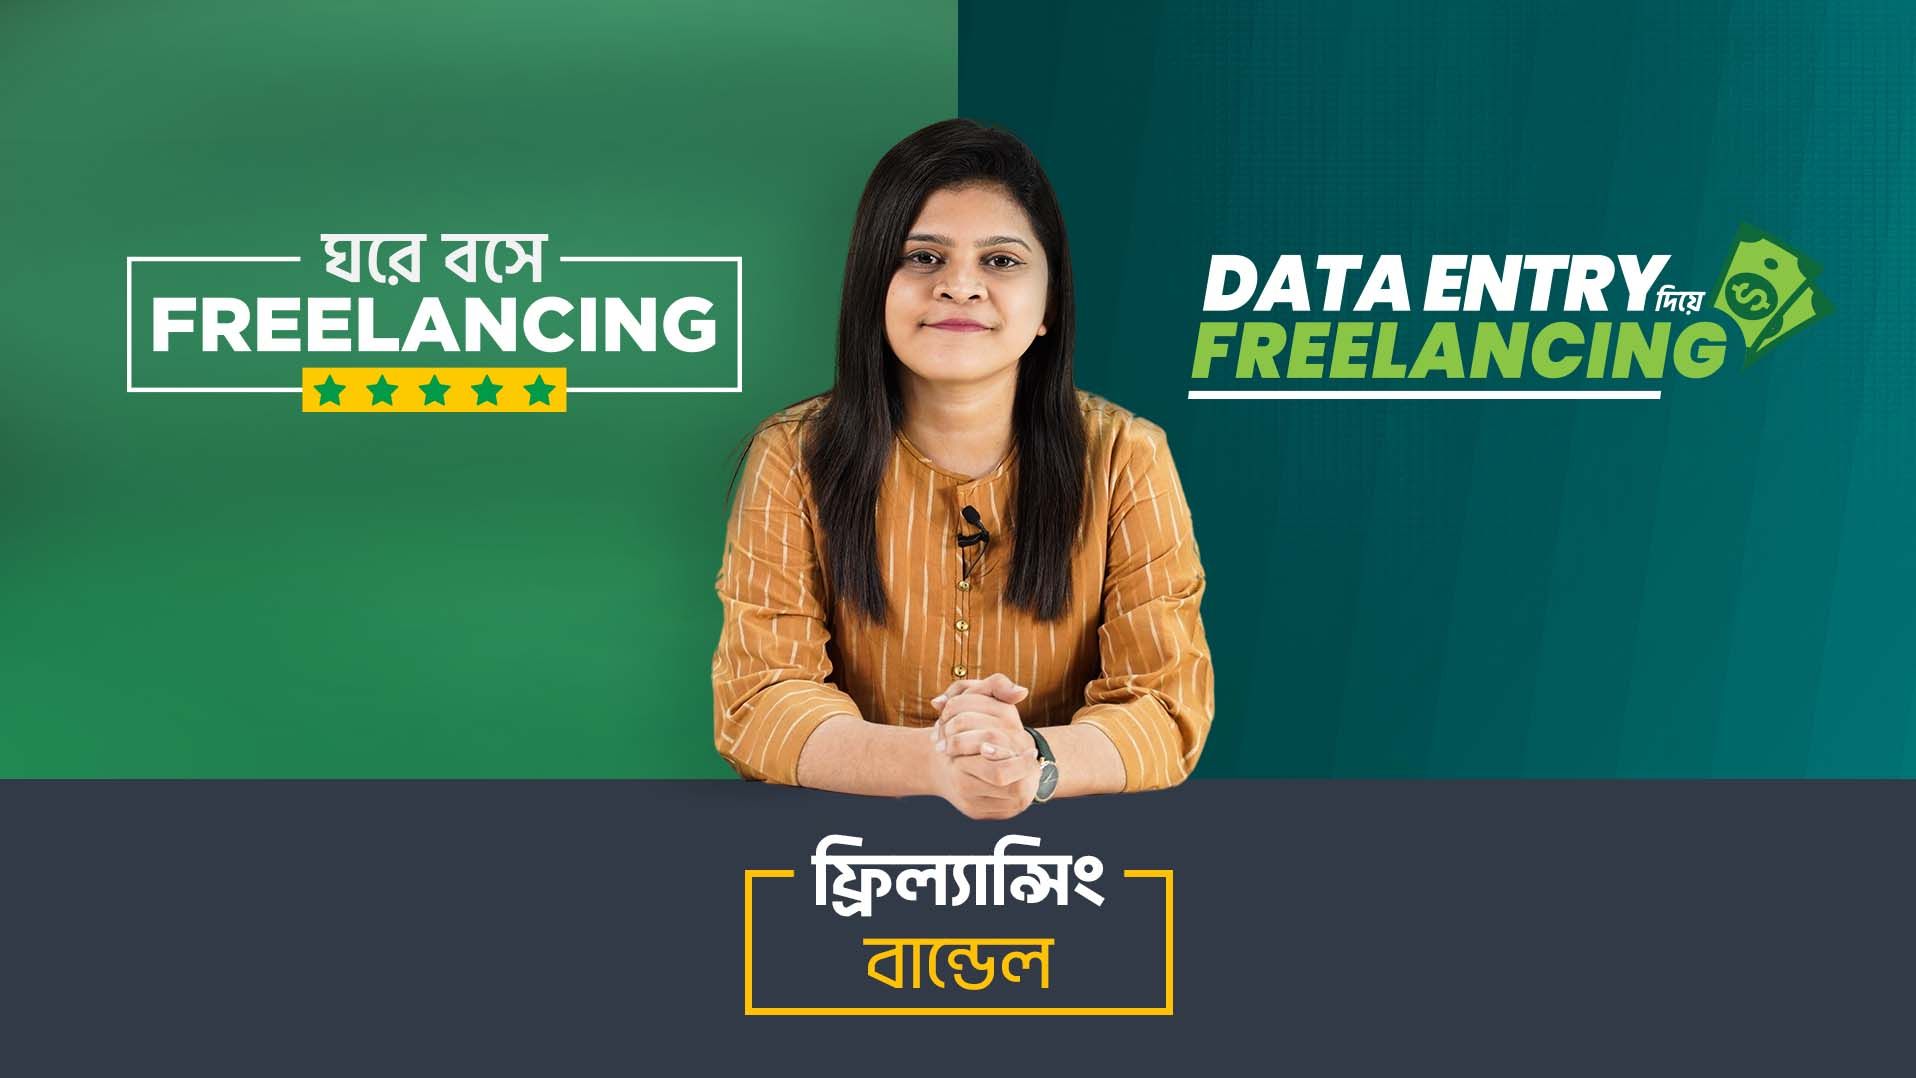 ঘরে বসে
FREELANCING
DATA ENTRY দিয়ে
FREELANCING
ফ্রিল্যান্সিং
বান্ডেল